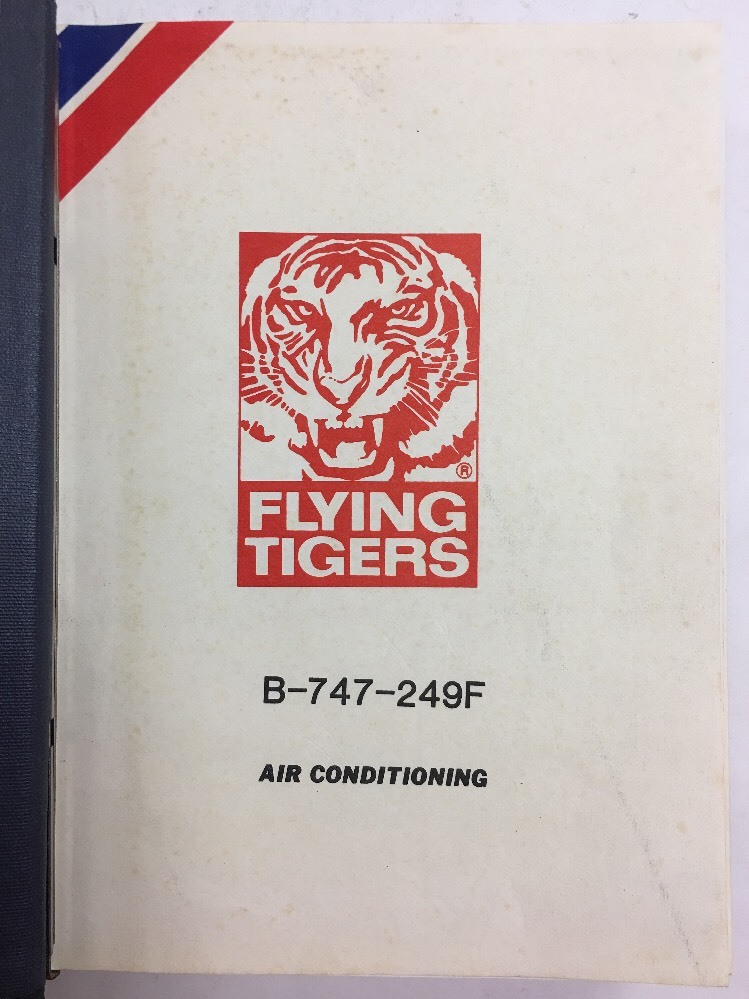 ®
FLYING
TIGERS
B-747-249F
AIR CONDITIONING